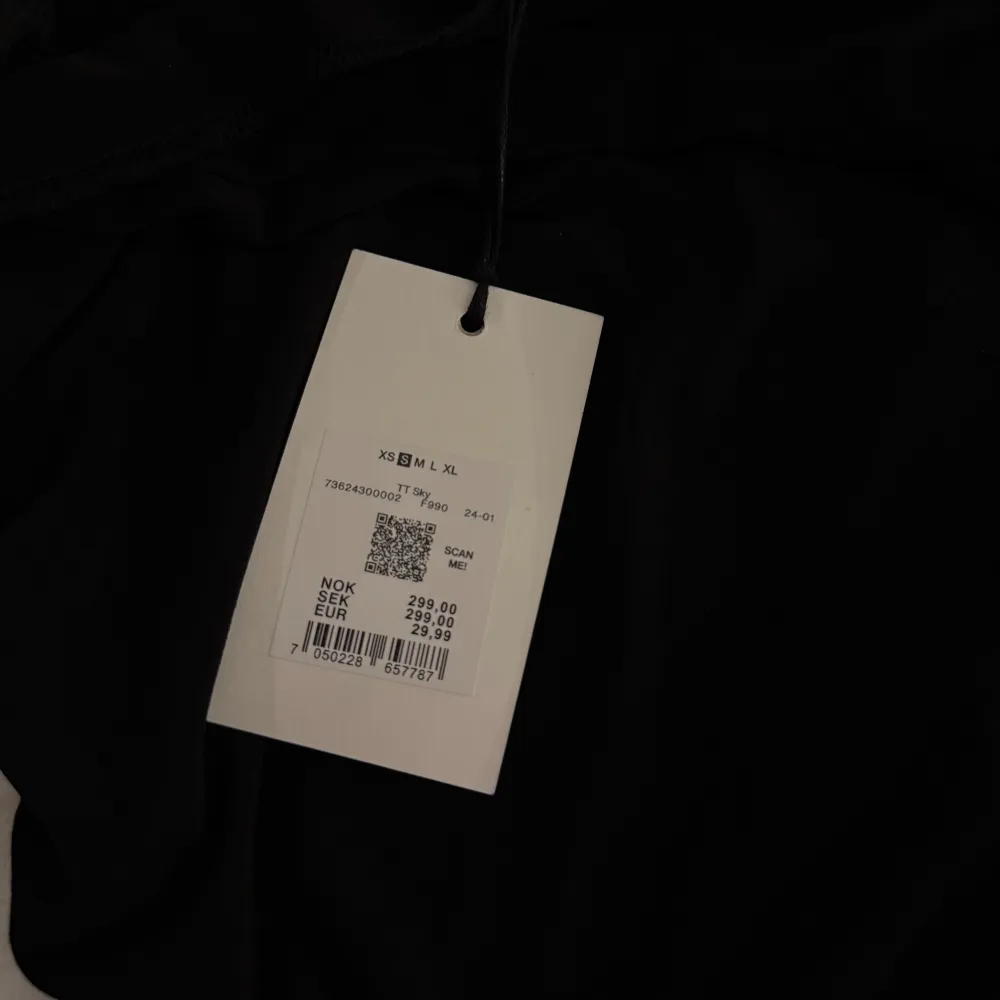 XS S M L XL
TT Sky
73624300002 F990 24-01
SCAN
ME!
NOK 299,00
SEK 299,00
EUR 29,99
7 050228 657787